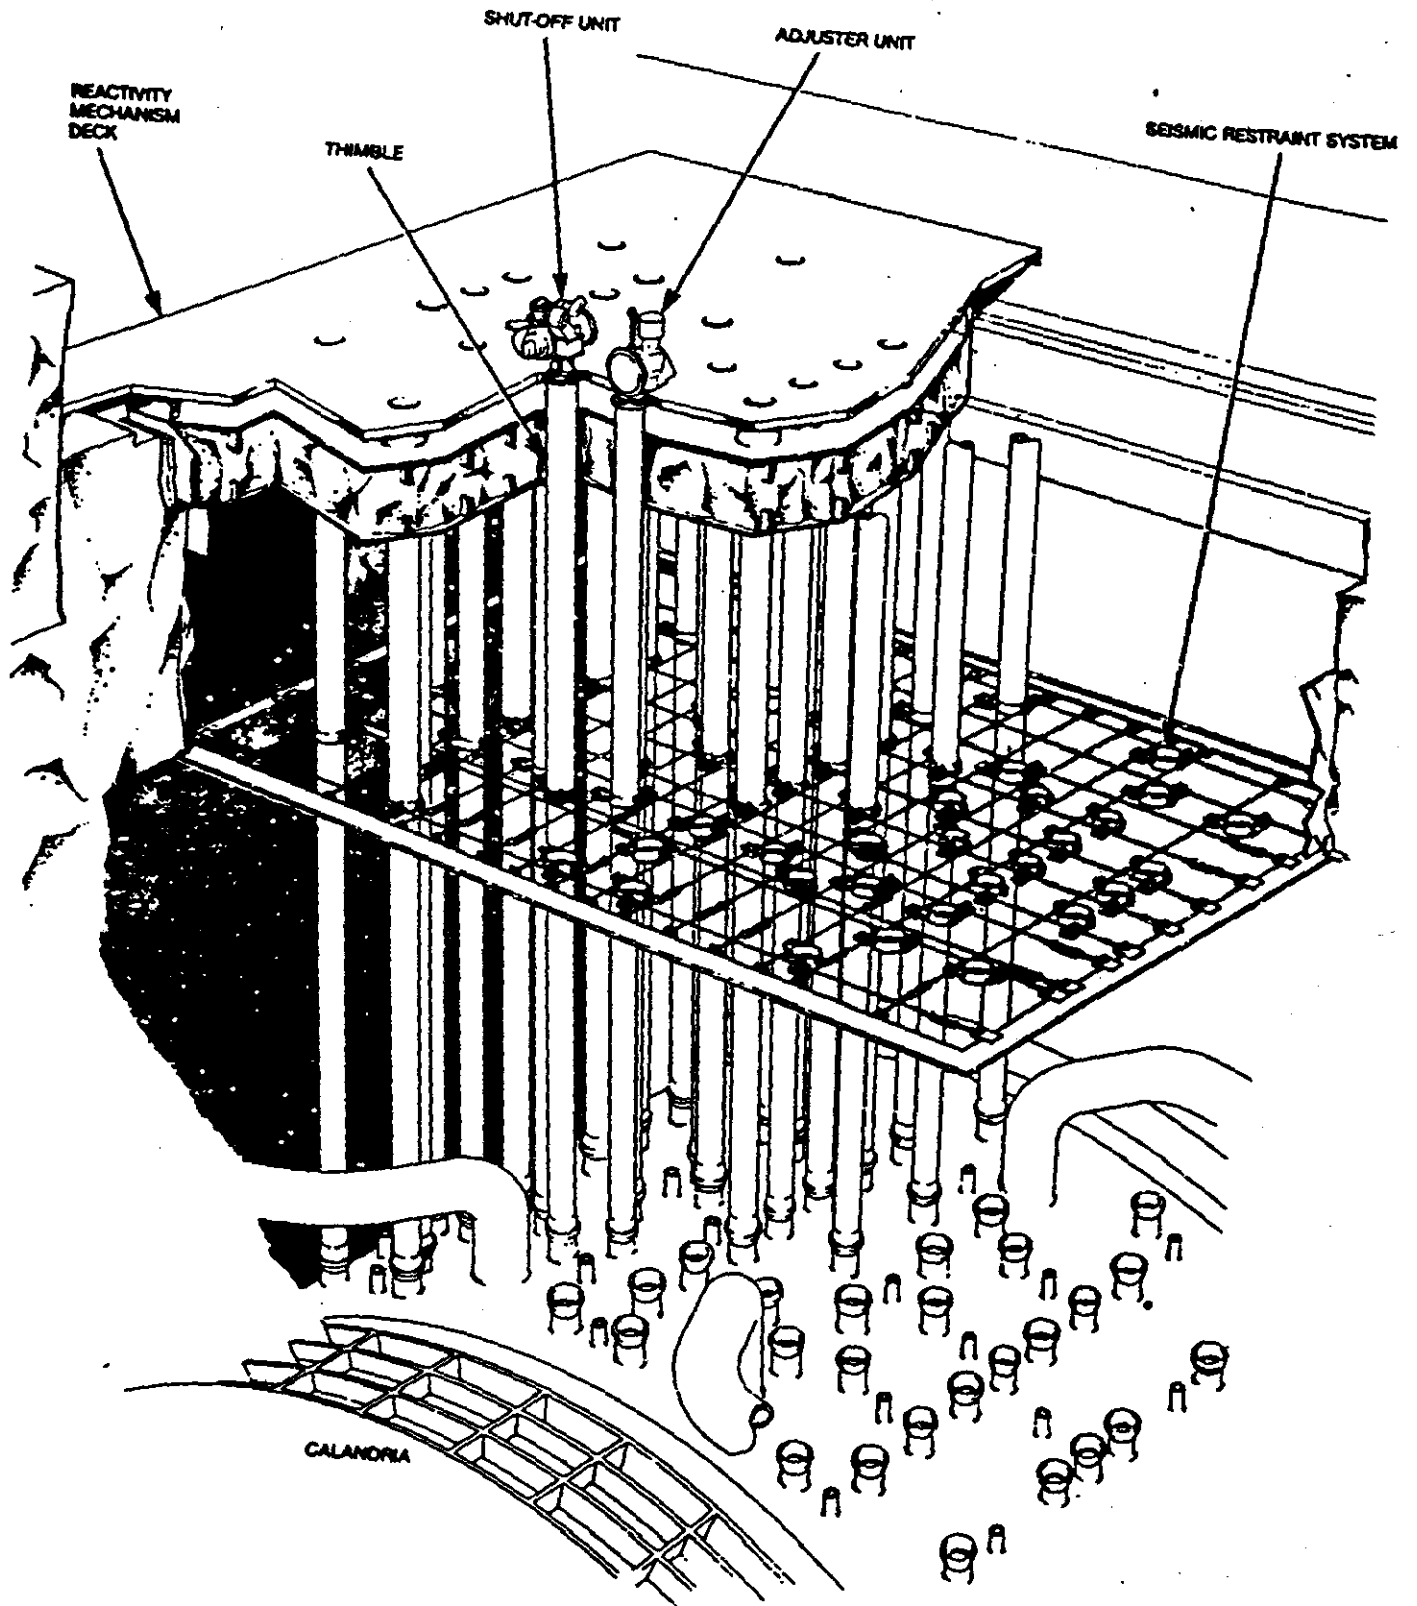 SHUT-OFF UNIT
ADJUSTER UNIT
REACTIVITY
MECHANISM
DECK
THIMBLE
SEISMIC RESTRAINT SYSTEM
CALANDRIA